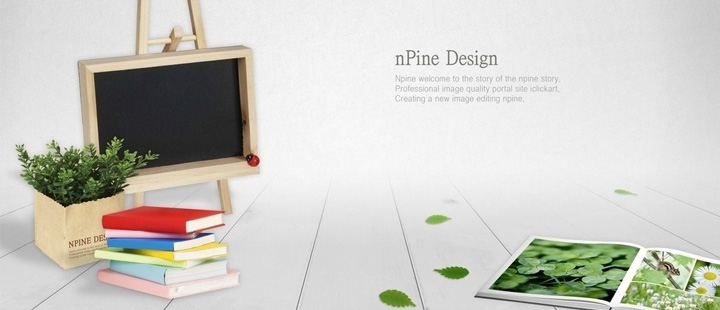 nPine Design
Npine welcome to the story of the npine story.
Professional image quality portal site iclickart.
Creating a new image editing npine.
NPINE DES